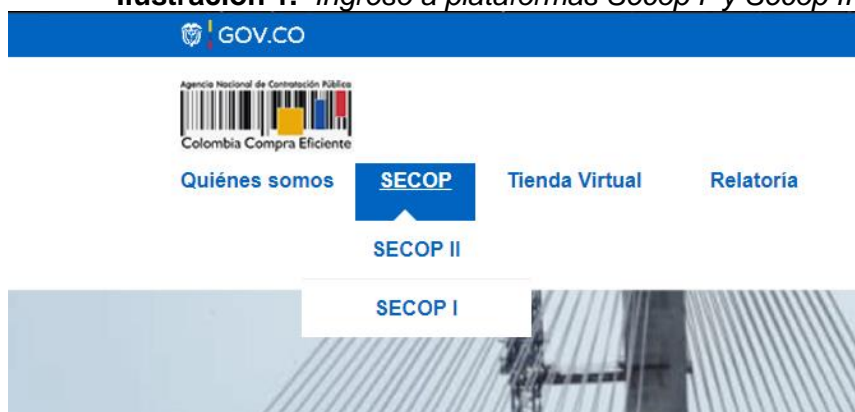 Ilustración 1. Ingreso a plataformas Secop I y Secop II
GOV.CO
Agencia Nacional de Contratación Pública
Colombia Compra Eficiente
Quiénes somos SECOP Tienda Virtual Relatoría
SECOP II
SECOP I